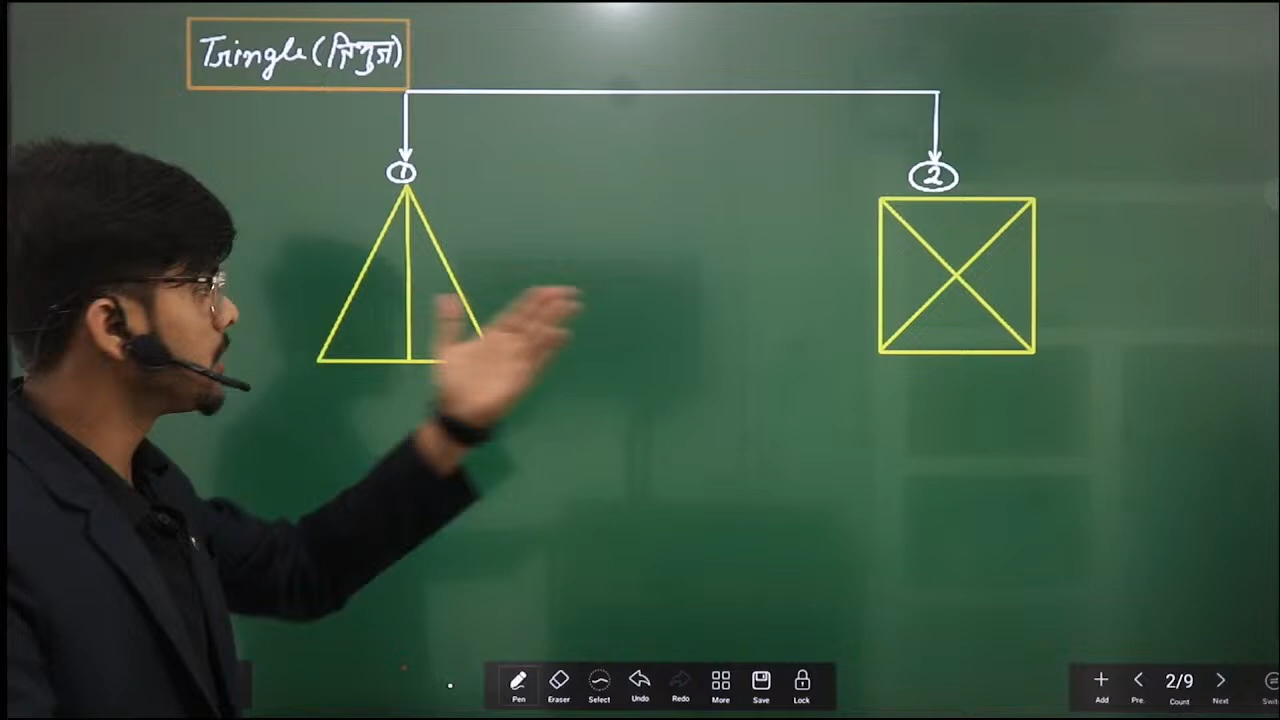 Tringle (त्रिभुज)
1
2
Pen
Eraser
Select
Undo
Redo
More
Save
Lock
Add
Pre.
2/9
Count
Next